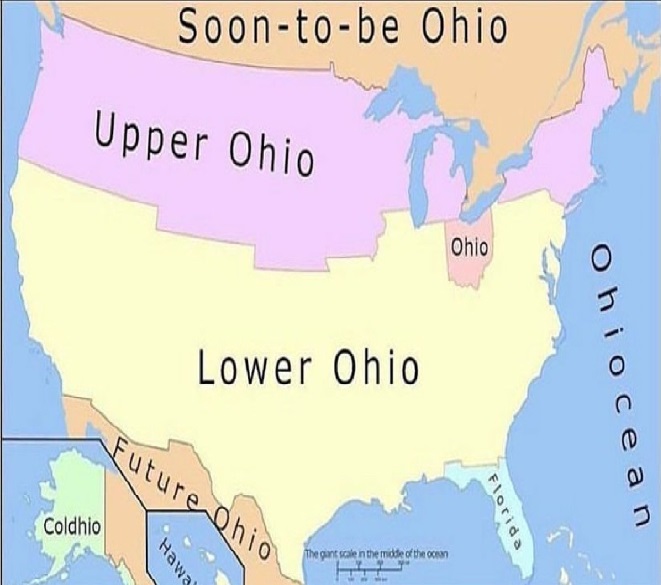 Soon-to-be Ohio
Upper Ohio
Ohio
Ohiocean
Lower Ohio
Future Ohio
Florida
Coldhio
The giant scale in the middle of the ocean